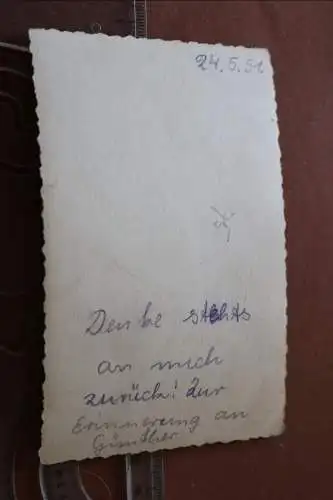 24.5.51
Denke stehts
an mich
zurück! Zur
Erinnerung an
Günther